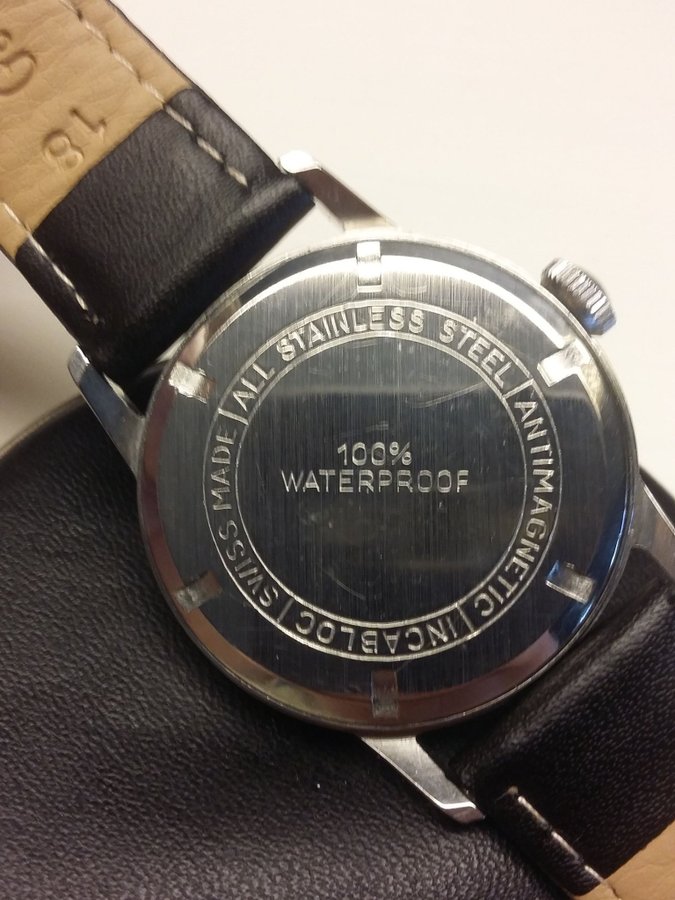 18
100%
WATERPROOF
ALL STAINLESS STEEL | ANTIMAGNETIC | INCABLOC | SWISS MADE |